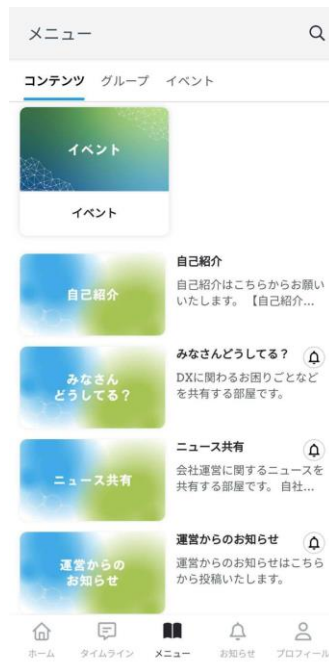 メニュー
コンテンツ グループ イベント
イベント
イベント
自己紹介
自己紹介
自己紹介はこちらからお願い
いたします。【自己紹介...
みなさん
どうしてる？
みなさんどうしてる？
DXに関わるお困りごとなど
を共有する部屋です。
ニュース共有
ニュース共有
会社運営に関するニュースを
共有する部屋です。 自社...
運営からの
お知らせ
運営からのお知らせ
運営からのお知らせはこちら
から投稿いたします。
ホーム タイムライン メニュー お知らせ プロフィール